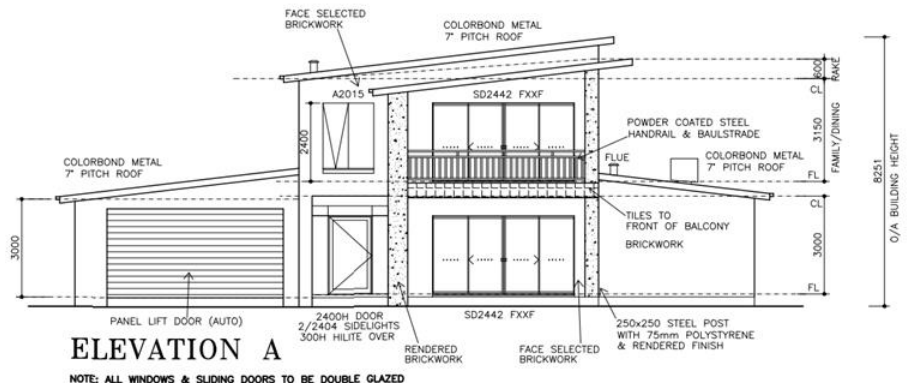 FACE SELECTED
BRICKWORK
COLORBOND METAL
7° PITCH ROOF
A2015
SD2442 FXXF
2400
600
RAKE
CL
3150
FAMILY/DINING
FL
8251
O/A BUILDING HEIGHT
POWDER COATED STEEL
HANDRAIL & BAULSTRADE
FLUE
COLORBOND METAL
7° PITCH ROOF
COLORBOND METAL
7° PITCH ROOF
TILES TO
FRONT OF BALCONY
BRICKWORK
CL
3000
FL
3000
PANEL LIFT DOOR (AUTO)
2400H DOOR
2/2404 SIDELIGHTS
300H HILITE OVER
SD2442 FXXF
RENDERED
BRICKWORK
FACE SELECTED
BRICKWORK
250x250 STEEL POST
WITH 75mm POLYSTYRENE
& RENDERED FINISH
ELEVATION A
NOTE: ALL WINDOWS & SLIDING DOORS TO BE DOUBLE GLAZED